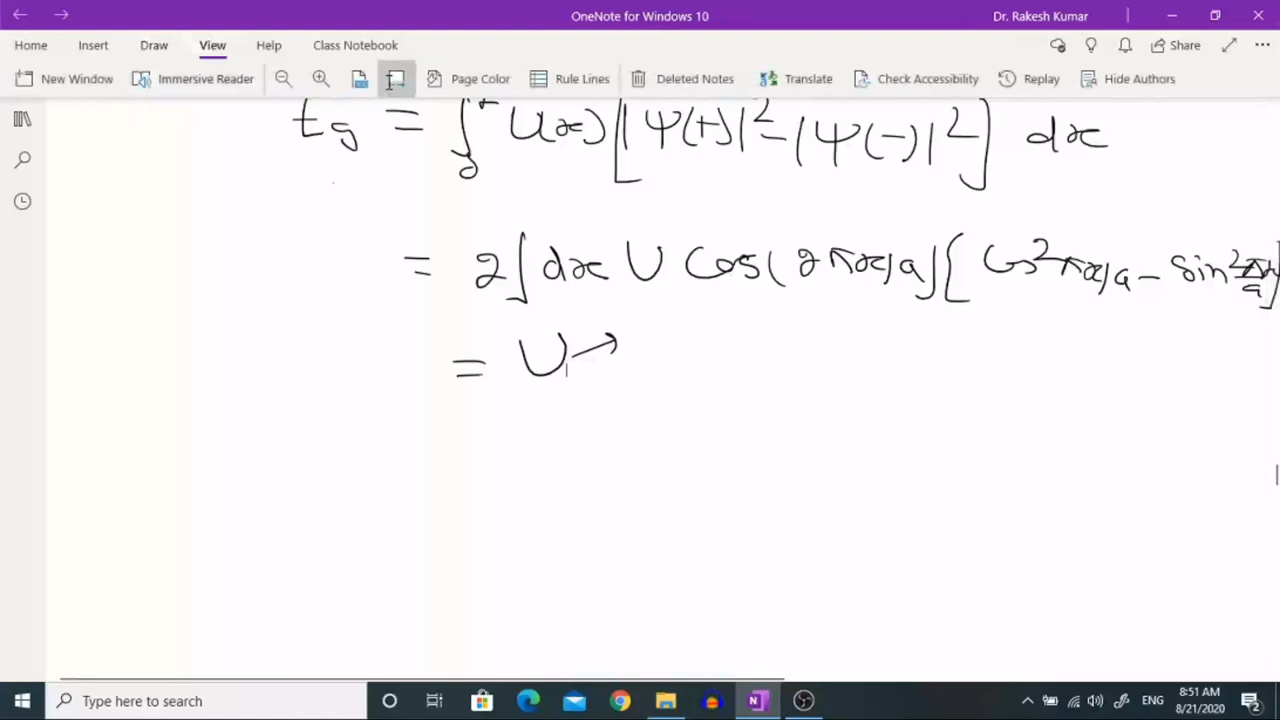 OneNote for Windows 10
Dr. Rakesh Kumar
Home Insert Draw View Help Class Notebook Share
New Window Immersive Reader Page Color Rule Lines Deleted Notes Translate Check Accessibility Replay Hide Authors
Eg = ∫₀¹ U(x) [|Ψ(+)|² - |Ψ(-)|²] dx
= 2∫dx U Cos(2πx/a) [Cos²πx/a - Sin²πx/a
= U →
Type here to search
ENG
8:51 AM
8/21/2020
2